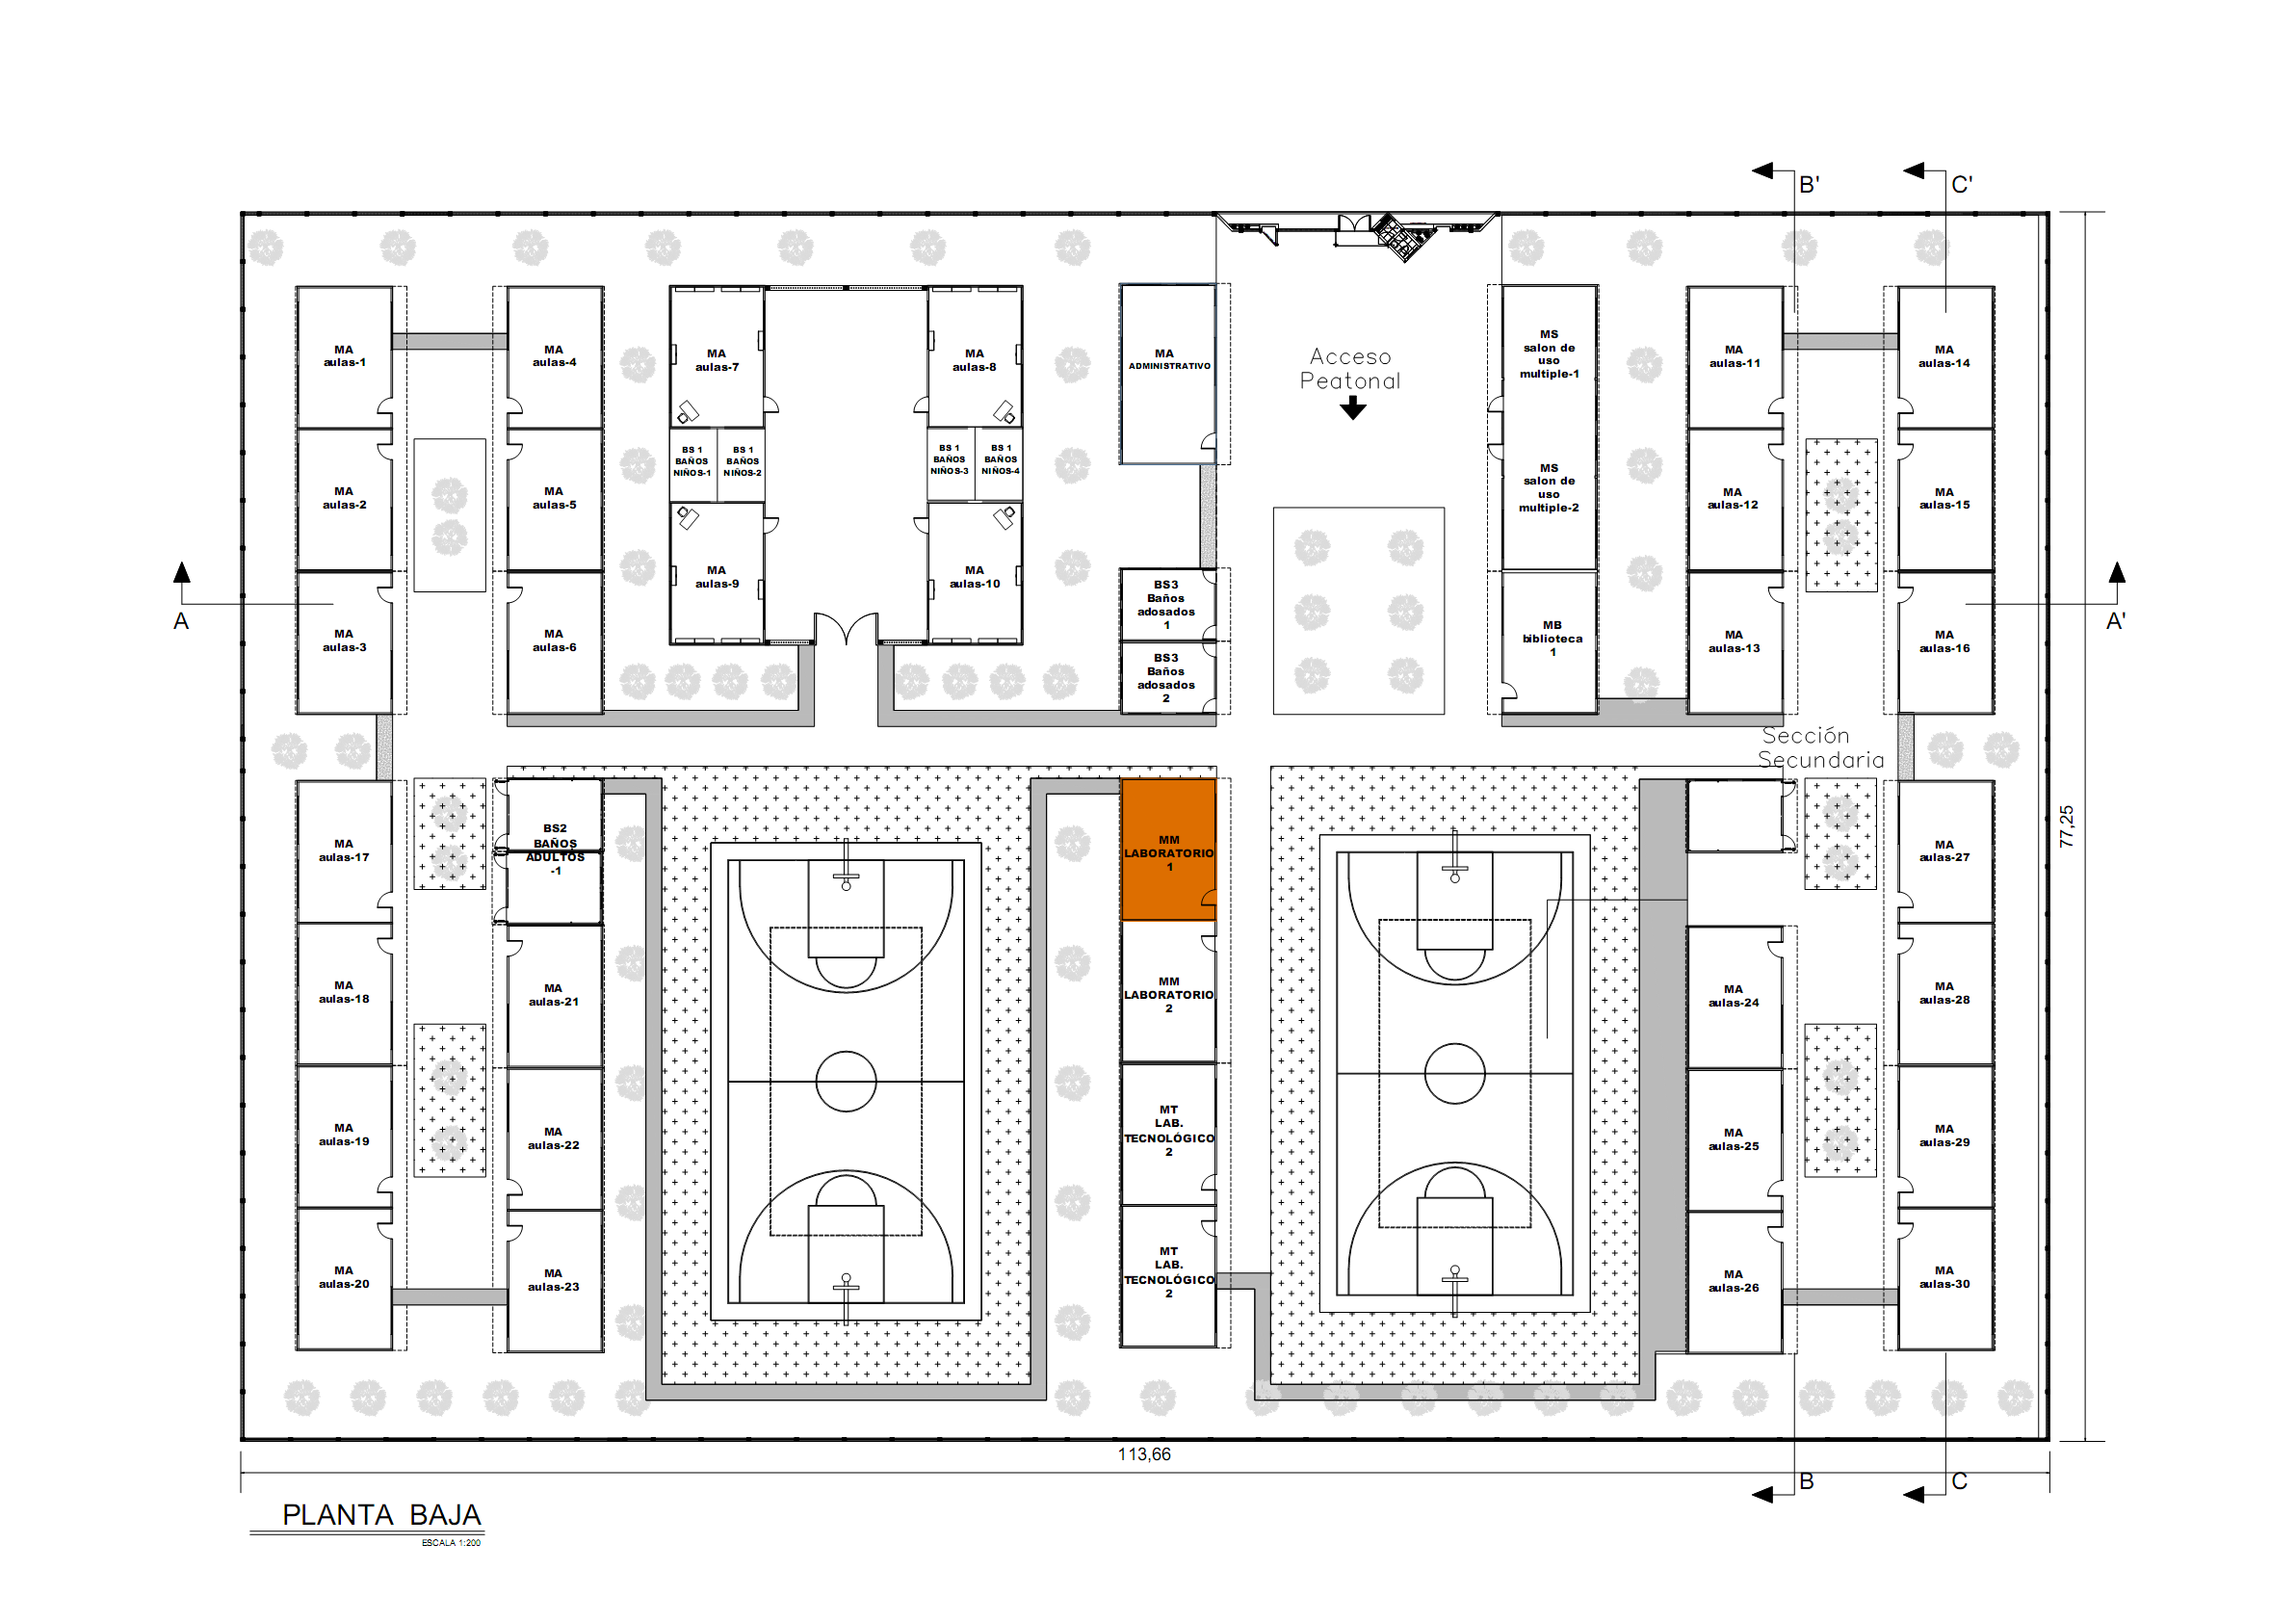 B'
C'
MA
aulas-1
MA
aulas-4
MA
aulas-7
MA
aulas-8
MA
ADMINISTRATIVO
Acceso
Peatonal
MS
salon de
uso
multiple-1
MA
aulas-11
MA
aulas-14
BS 1
BAÑOS
NIÑOS-1
BS 1
BAÑOS
NIÑOS-2
BS 1
BAÑOS
NIÑOS-3
BS 1
BAÑOS
NIÑOS-4
MA
aulas-2
MA
aulas-5
MS
salon de
uso
multiple-2
MA
aulas-12
MA
aulas-15
A
MA
aulas-3
MA
aulas-6
MA
aulas-9
MA
aulas-10
BS3
Baños
adosados
1
BS3
Baños
adosados
2
MB
biblioteca
1
MA
aulas-13
MA
aulas-16
A'
Sección
Secundaria
77,25
MA
aulas-17
BS2
BAÑOS
ADULTOS
-1
MM
LABORATORIO
1
MA
aulas-27
MA
aulas-18
MA
aulas-21
MM
LABORATORIO
2
MA
aulas-24
MA
aulas-28
MA
aulas-19
MA
aulas-22
MT
LAB.
TECNOLÓGICO
2
MA
aulas-25
MA
aulas-29
MA
aulas-20
MA
aulas-23
MT
LAB.
TECNOLÓGICO
2
MA
aulas-26
MA
aulas-30
113,66
B
C
PLANTA BAJA
ESCALA 1:200